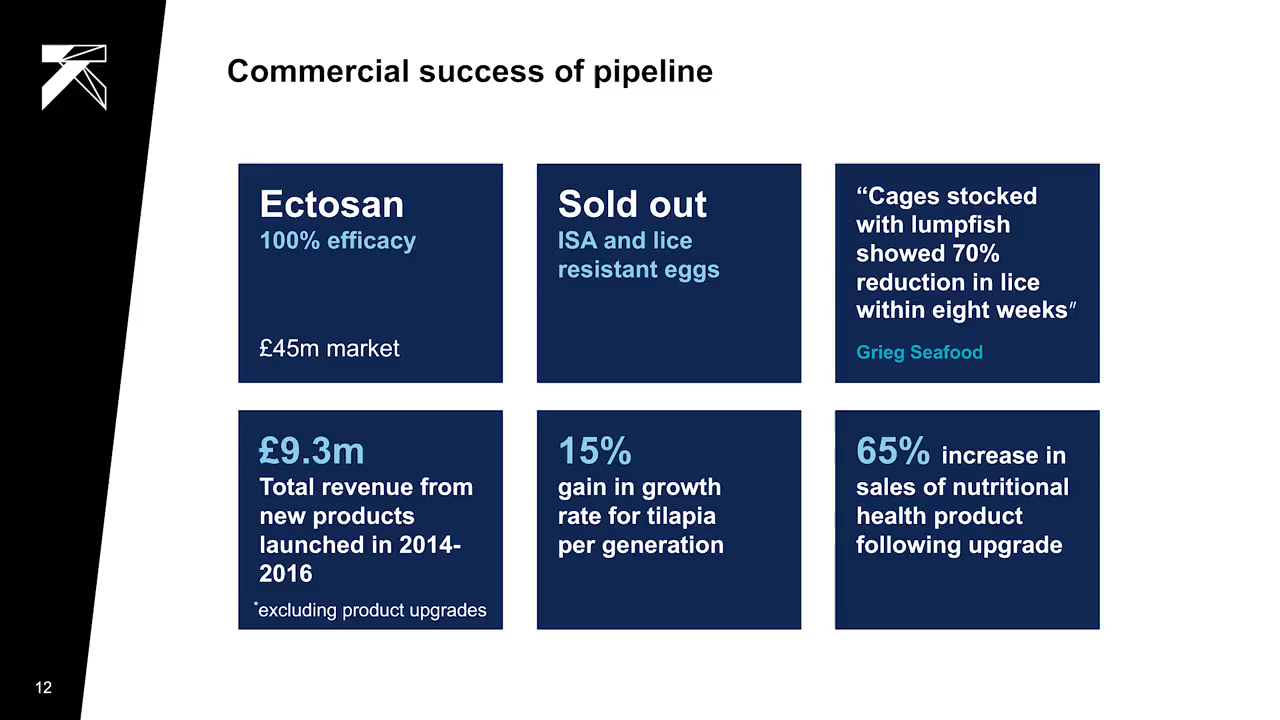 Commercial success of pipeline
Ectosan
100% efficacy
£45m market
Sold out
ISA and lice
resistant eggs
“Cages stocked
with lumpfish
showed 70%
reduction in lice
within eight weeks”
Grieg Seafood
£9.3m
Total revenue from
new products
launched in 2014-
2016
*excluding product upgrades
15%
gain in growth
rate for tilapia
per generation
65% increase in
sales of nutritional
health product
following upgrade
12